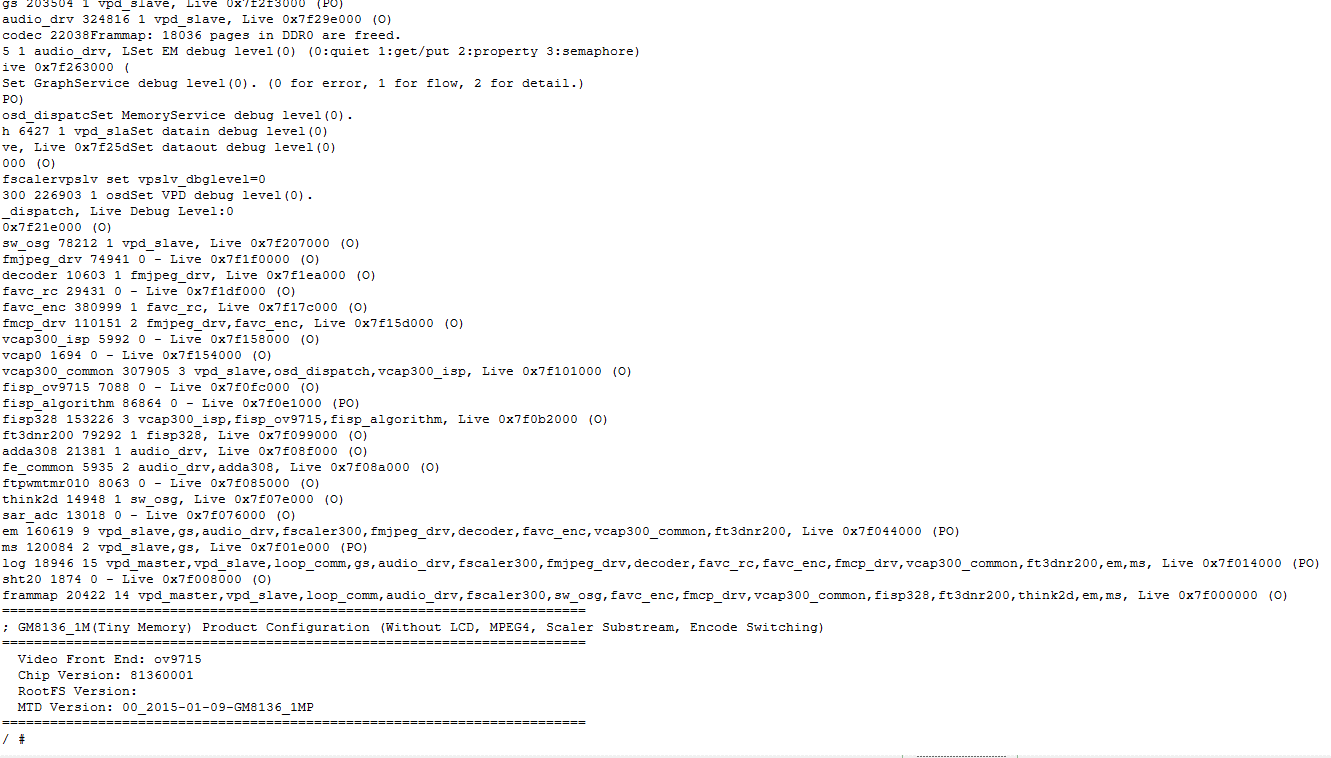 gs 203504 1 vpd_slave, Live 0x7f2f3000 (PO)
audio_drv 324816 1 vpd_slave, Live 0x7f29e000 (O)
codec 22038Frammap: 18036 pages in DDR0 are freed.
5 1 audio_drv, LSet EM debug level(0) (0:quiet 1:get/put 2:property 3:semaphore)
ive 0x7f263000 (
Set GraphService debug level(0). (0 for error, 1 for flow, 2 for detail.)
PO)
osd_dispatcSet MemoryService debug level(0).
h 6427 1 vpd_slaSet datain debug level(0)
ve, Live 0x7f25dSet dataout debug level(0)
000 (O)
fscalervpslv set vpslv_dbglevel=0
300 226903 1 osdSet VPD debug level(0).
_dispatch, Live Debug Level:0
0x7f21e000 (O)
sw_osg 78212 1 vpd_slave, Live 0x7f207000 (O)
fmjpeg_drv 74941 0 - Live 0x7f1f0000 (O)
decoder 10603 1 fmjpeg_drv, Live 0x7f1ea000 (O)
favc_rc 29431 0 - Live 0x7f1df000 (O)
favc_enc 380999 1 favc_rc, Live 0x7f17c000 (O)
fmcp_drv 110151 2 fmjpeg_drv,favc_enc, Live 0x7f15d000 (O)
vcap300_isp 5992 0 - Live 0x7f158000 (O)
vcap0 1694 0 - Live 0x7f154000 (O)
vcap300_common 307905 3 vpd_slave,osd_dispatch,vcap300_isp, Live 0x7f101000 (O)
fisp_ov9715 7088 0 - Live 0x7f0fc000 (O)
fisp_algorithm 86864 0 - Live 0x7f0e1000 (PO)
fisp328 153226 3 vcap300_isp,fisp_ov9715,fisp_algorithm, Live 0x7f0b2000 (O)
ft3dnr200 79292 1 fisp328, Live 0x7f099000 (O)
adda308 21381 1 audio_drv, Live 0x7f08f000 (O)
fe_common 5935 2 audio_drv,adda308, Live 0x7f08a000 (O)
ftpwmtmr010 8063 0 - Live 0x7f085000 (O)
think2d 14948 1 sw_osg, Live 0x7f07e000 (O)
sar_adc 13018 0 - Live 0x7f076000 (O)
em 160619 9 vpd_slave,gs,audio_drv,fscaler300,fmjpeg_drv,decoder,favc_enc,vcap300_common,ft3dnr200, Live 0x7f044000 (PO)
ms 120084 2 vpd_slave,gs, Live 0x7f01e000 (PO)
log 18946 15 vpd_master,vpd_slave,loop_comm,gs,audio_drv,fscaler300,fmjpeg_drv,decoder,favc_rc,favc_enc,fmcp_drv,vcap300_common,ft3dnr200,em,ms, Live 0x7f014000 (PO)
sht20 1874 0 - Live 0x7f008000 (O)
frammap 20422 14 vpd_master,vpd_slave,loop_comm,audio_drv,fscaler300,sw_osg,favc_enc,fmcp_drv,vcap300_common,fisp328,ft3dnr200,think2d,em,ms, Live 0x7f000000 (O)
=========================================================================
; GM8136_1M(Tiny Memory) Product Configuration (Without LCD, MPEG4, Scaler Substream, Encode Switching)
=========================================================================
Video Front End: ov9715
Chip Version: 81360001
RootFS Version:
MTD Version: 00_2015-01-09-GM8136_1MP
=========================================================================
/ #